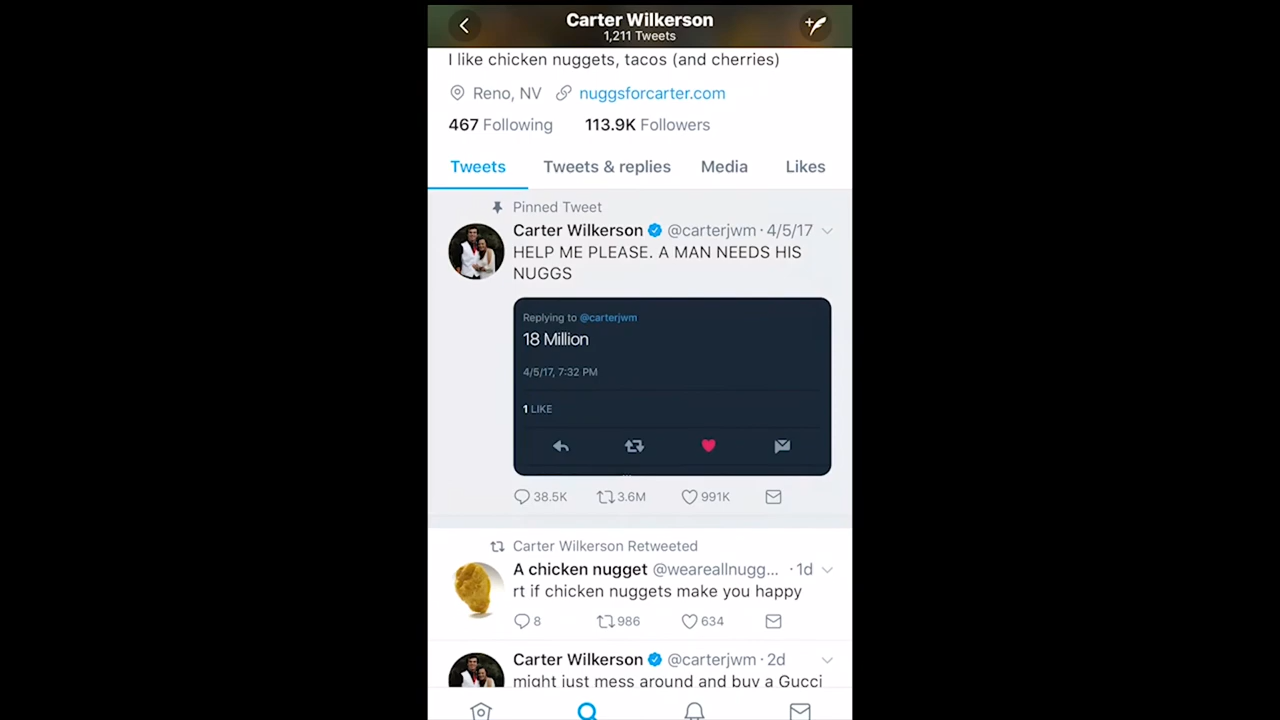 Carter Wilkerson
1,211 Tweets
I like chicken nuggets, tacos (and cherries)
Reno, NV nuggsforcarter.com
467 Following 113.9K Followers
Tweets Tweets & replies Media Likes
Pinned Tweet
Carter Wilkerson @carterjwm · 4/5/17
HELP ME PLEASE. A MAN NEEDS HIS
NUGGS
Replying to @carterjwm
18 Million
4/5/17, 7:32 PM
1 LIKE
38.5K 3.6M 991K
Carter Wilkerson Retweeted
A chicken nugget @weareallnugg... · 1d
rt if chicken nuggets make you happy
8 986 634
Carter Wilkerson @carterjwm · 2d
might just mess around and buy a Gucci